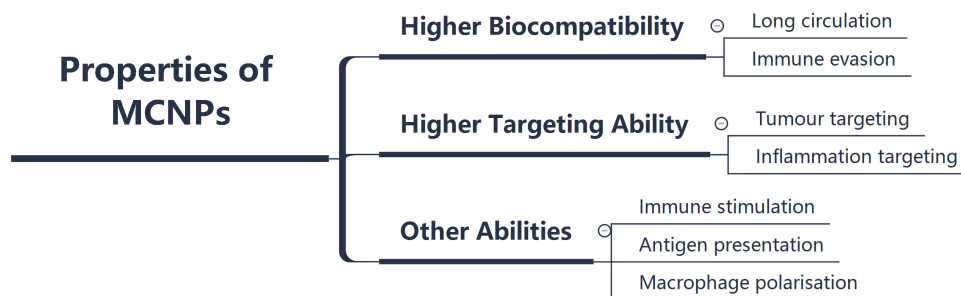 Properties of
MCNPs
Higher Biocompatibility
Long circulation
Immune evasion
Higher Targeting Ability
Tumour targeting
Inflammation targeting
Other Abilities
Immune stimulation
Antigen presentation
Macrophage polarisation